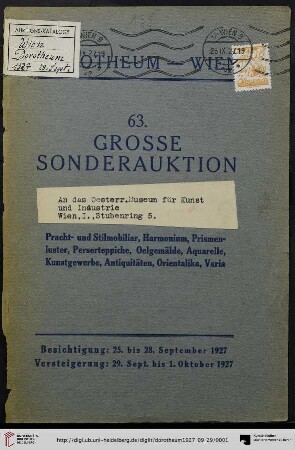 Wien
Dorotheum
1927 29. Sept.
DOROTHEUM – WIEN
63.
GROSSE
SONDERAUKTION
An das Oesterr.Museum für Kunst
und Industrie
Wien,I.,Stubenring 5.
Pracht- und Stilmobiliar, Harmonium, Prismen-
luster, Perserteppiche, Oelgemälde, Aquarelle,
Kunstgewerbe, Antiquitäten, Orientalika, Varia
Besichtigung: 25. bis 28. September 1927
Versteigerung: 29. Sept. bis 1. Oktober 1927
http://digi.ub.uni-heidelberg.de/diglit/dorotheum1927_09_29/0001